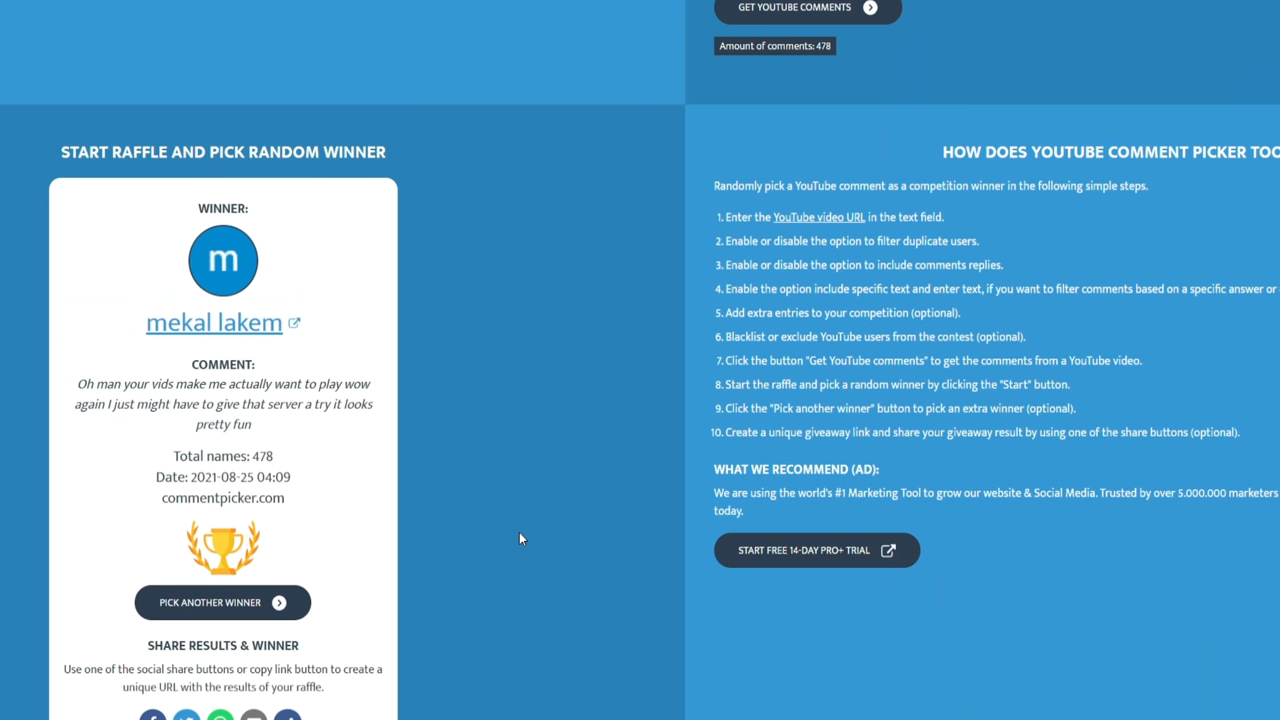 GET YOUTUBE COMMENTS
Amount of comments: 478
START RAFFLE AND PICK RANDOM WINNER
WINNER:
m
mekal lakem
COMMENT:
Oh man your vids make me actually want to play wow
again I just might have to give that server a try it looks
pretty fun
Total names: 478
Date: 2021-08-25 04:09
commentpicker.com
PICK ANOTHER WINNER
SHARE RESULTS & WINNER
Use one of the social share buttons or copy link button to create a
unique URL with the results of your raffle.
HOW DOES YOUTUBE COMMENT PICKER TOO
Randomly pick a YouTube comment as a competition winner in the following simple steps.
1. Enter the YouTube video URL in the text field.
2. Enable or disable the option to filter duplicate users.
3. Enable or disable the option to include comments replies.
4. Enable the option include specific text and enter text, if you want to filter comments based on a specific answer or
5. Add extra entries to your competition (optional).
6. Blacklist or exclude YouTube users from the contest (optional).
7. Click the button "Get YouTube comments" to get the comments from a YouTube video.
8. Start the raffle and pick a random winner by clicking the "Start" button.
9. Click the "Pick another winner" button to pick an extra winner (optional).
10. Create a unique giveaway link and share your giveaway result by using one of the share buttons (optional).
WHAT WE RECOMMEND (AD):
We are using the world's #1 Marketing Tool to grow our website & Social Media. Trusted by over 5.000.000 marketers
today.
START FREE 14-DAY PRO+ TRIAL